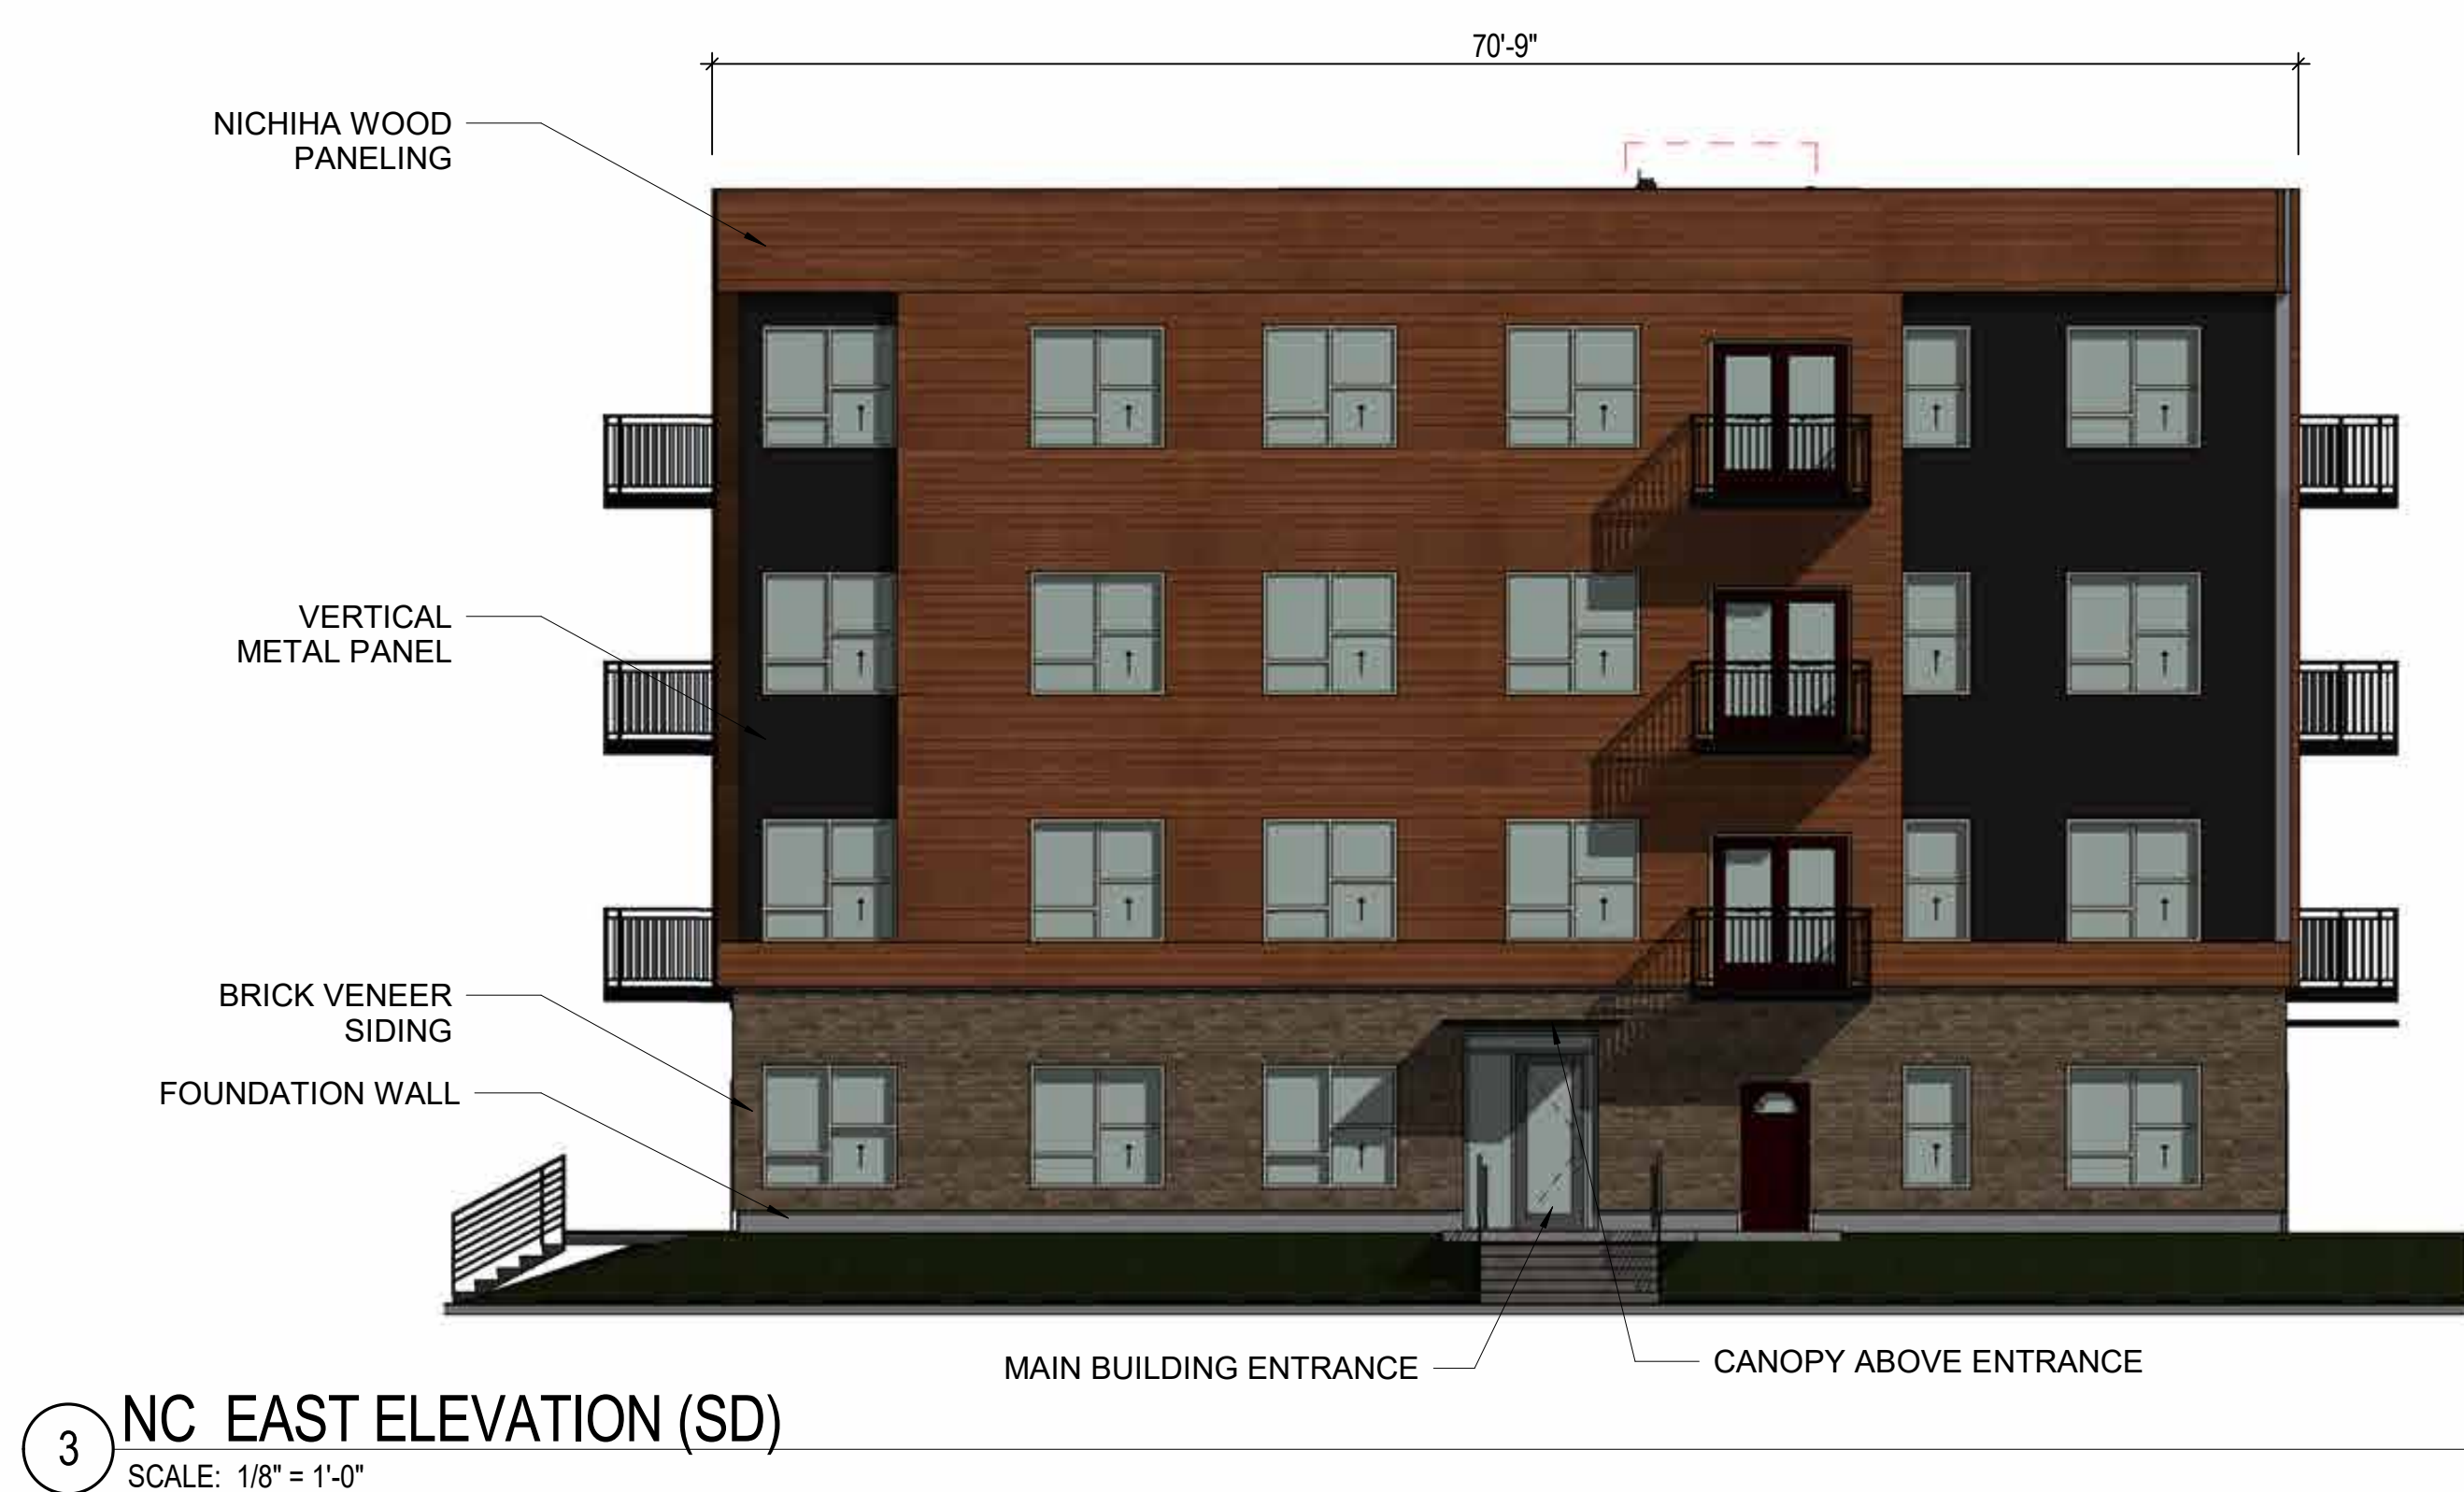 70'-9"
NICHIHA WOOD
PANELING
VERTICAL
METAL PANEL
BRICK VENEER
SIDING
FOUNDATION WALL
MAIN BUILDING ENTRANCE
CANOPY ABOVE ENTRANCE
3
NC  EAST ELEVATION (SD)
SCALE:  1/8" = 1'-0"